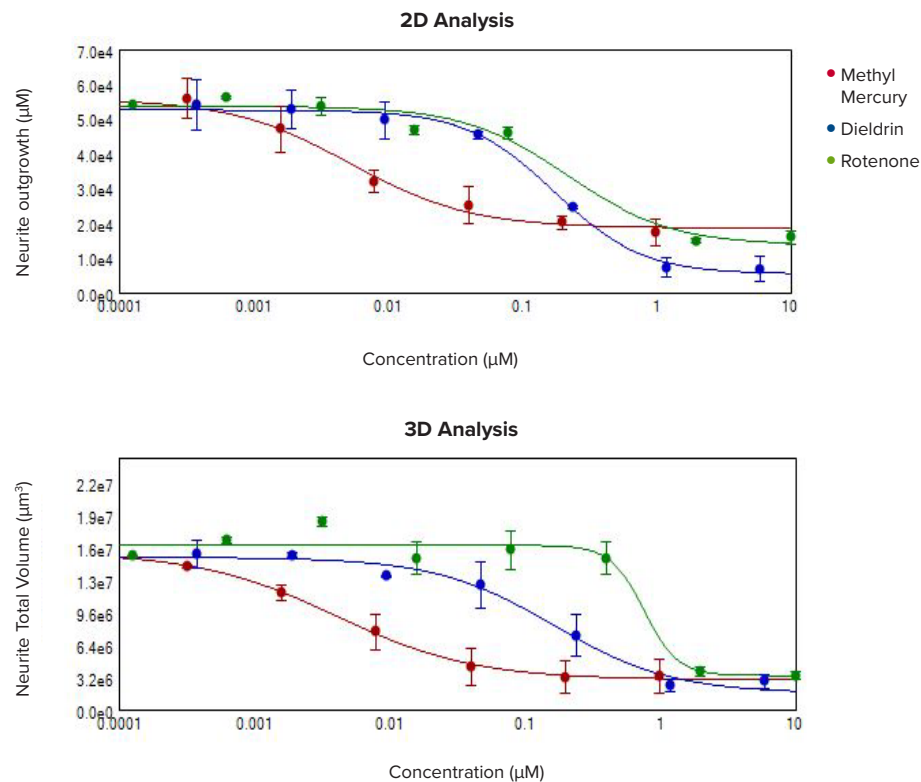 2D Analysis
Neurite outgrowth (µM)
7.0e4
6.0e4
5.0e4
4.0e4
3.0e4
2.0e4
1.0e4
0.0e0
0.0001
0.001
0.01
0.1
1
10
Concentration (µM)
Methyl
Mercury
Dieldrin
Rotenone
3D Analysis
Neurite Total Volume (µm³)
2.2e7
1.9e7
1.6e7
1.3e7
9.6e6
6.4e6
3.2e6
0.0e0
0.0001
0.001
0.01
0.1
1
10
Concentration (µM)